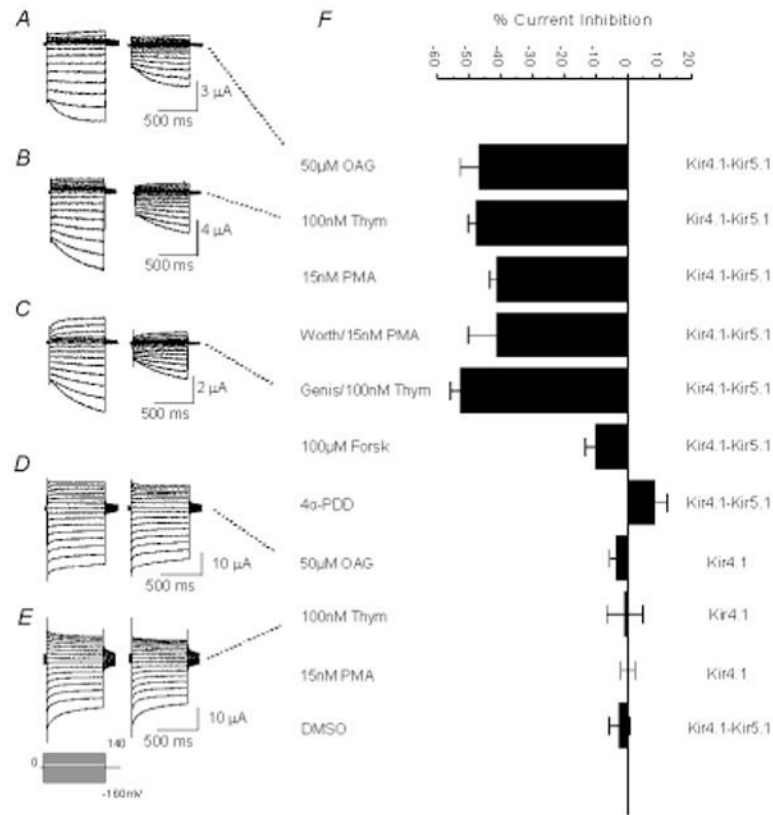 A
3 µA
500 ms
B
4 µA
500 ms
C
2 µA
500 ms
D
10 µA
500 ms
E
10 µA
500 ms
0
140
-160mV
F
% Current Inhibition
-60 -50 -40 -30 -20 -10 0 10 20
50µM OAG Kir4.1-Kir5.1
100nM Thym Kir4.1-Kir5.1
15nM PMA Kir4.1-Kir5.1
Worth/15nM PMA Kir4.1-Kir5.1
Genis/100nM Thym Kir4.1-Kir5.1
100µM Forsk Kir4.1-Kir5.1
4α-PDD Kir4.1-Kir5.1
50µM OAG Kir4.1
100nM Thym Kir4.1
15nM PMA Kir4.1
DMSO Kir4.1-Kir5.1